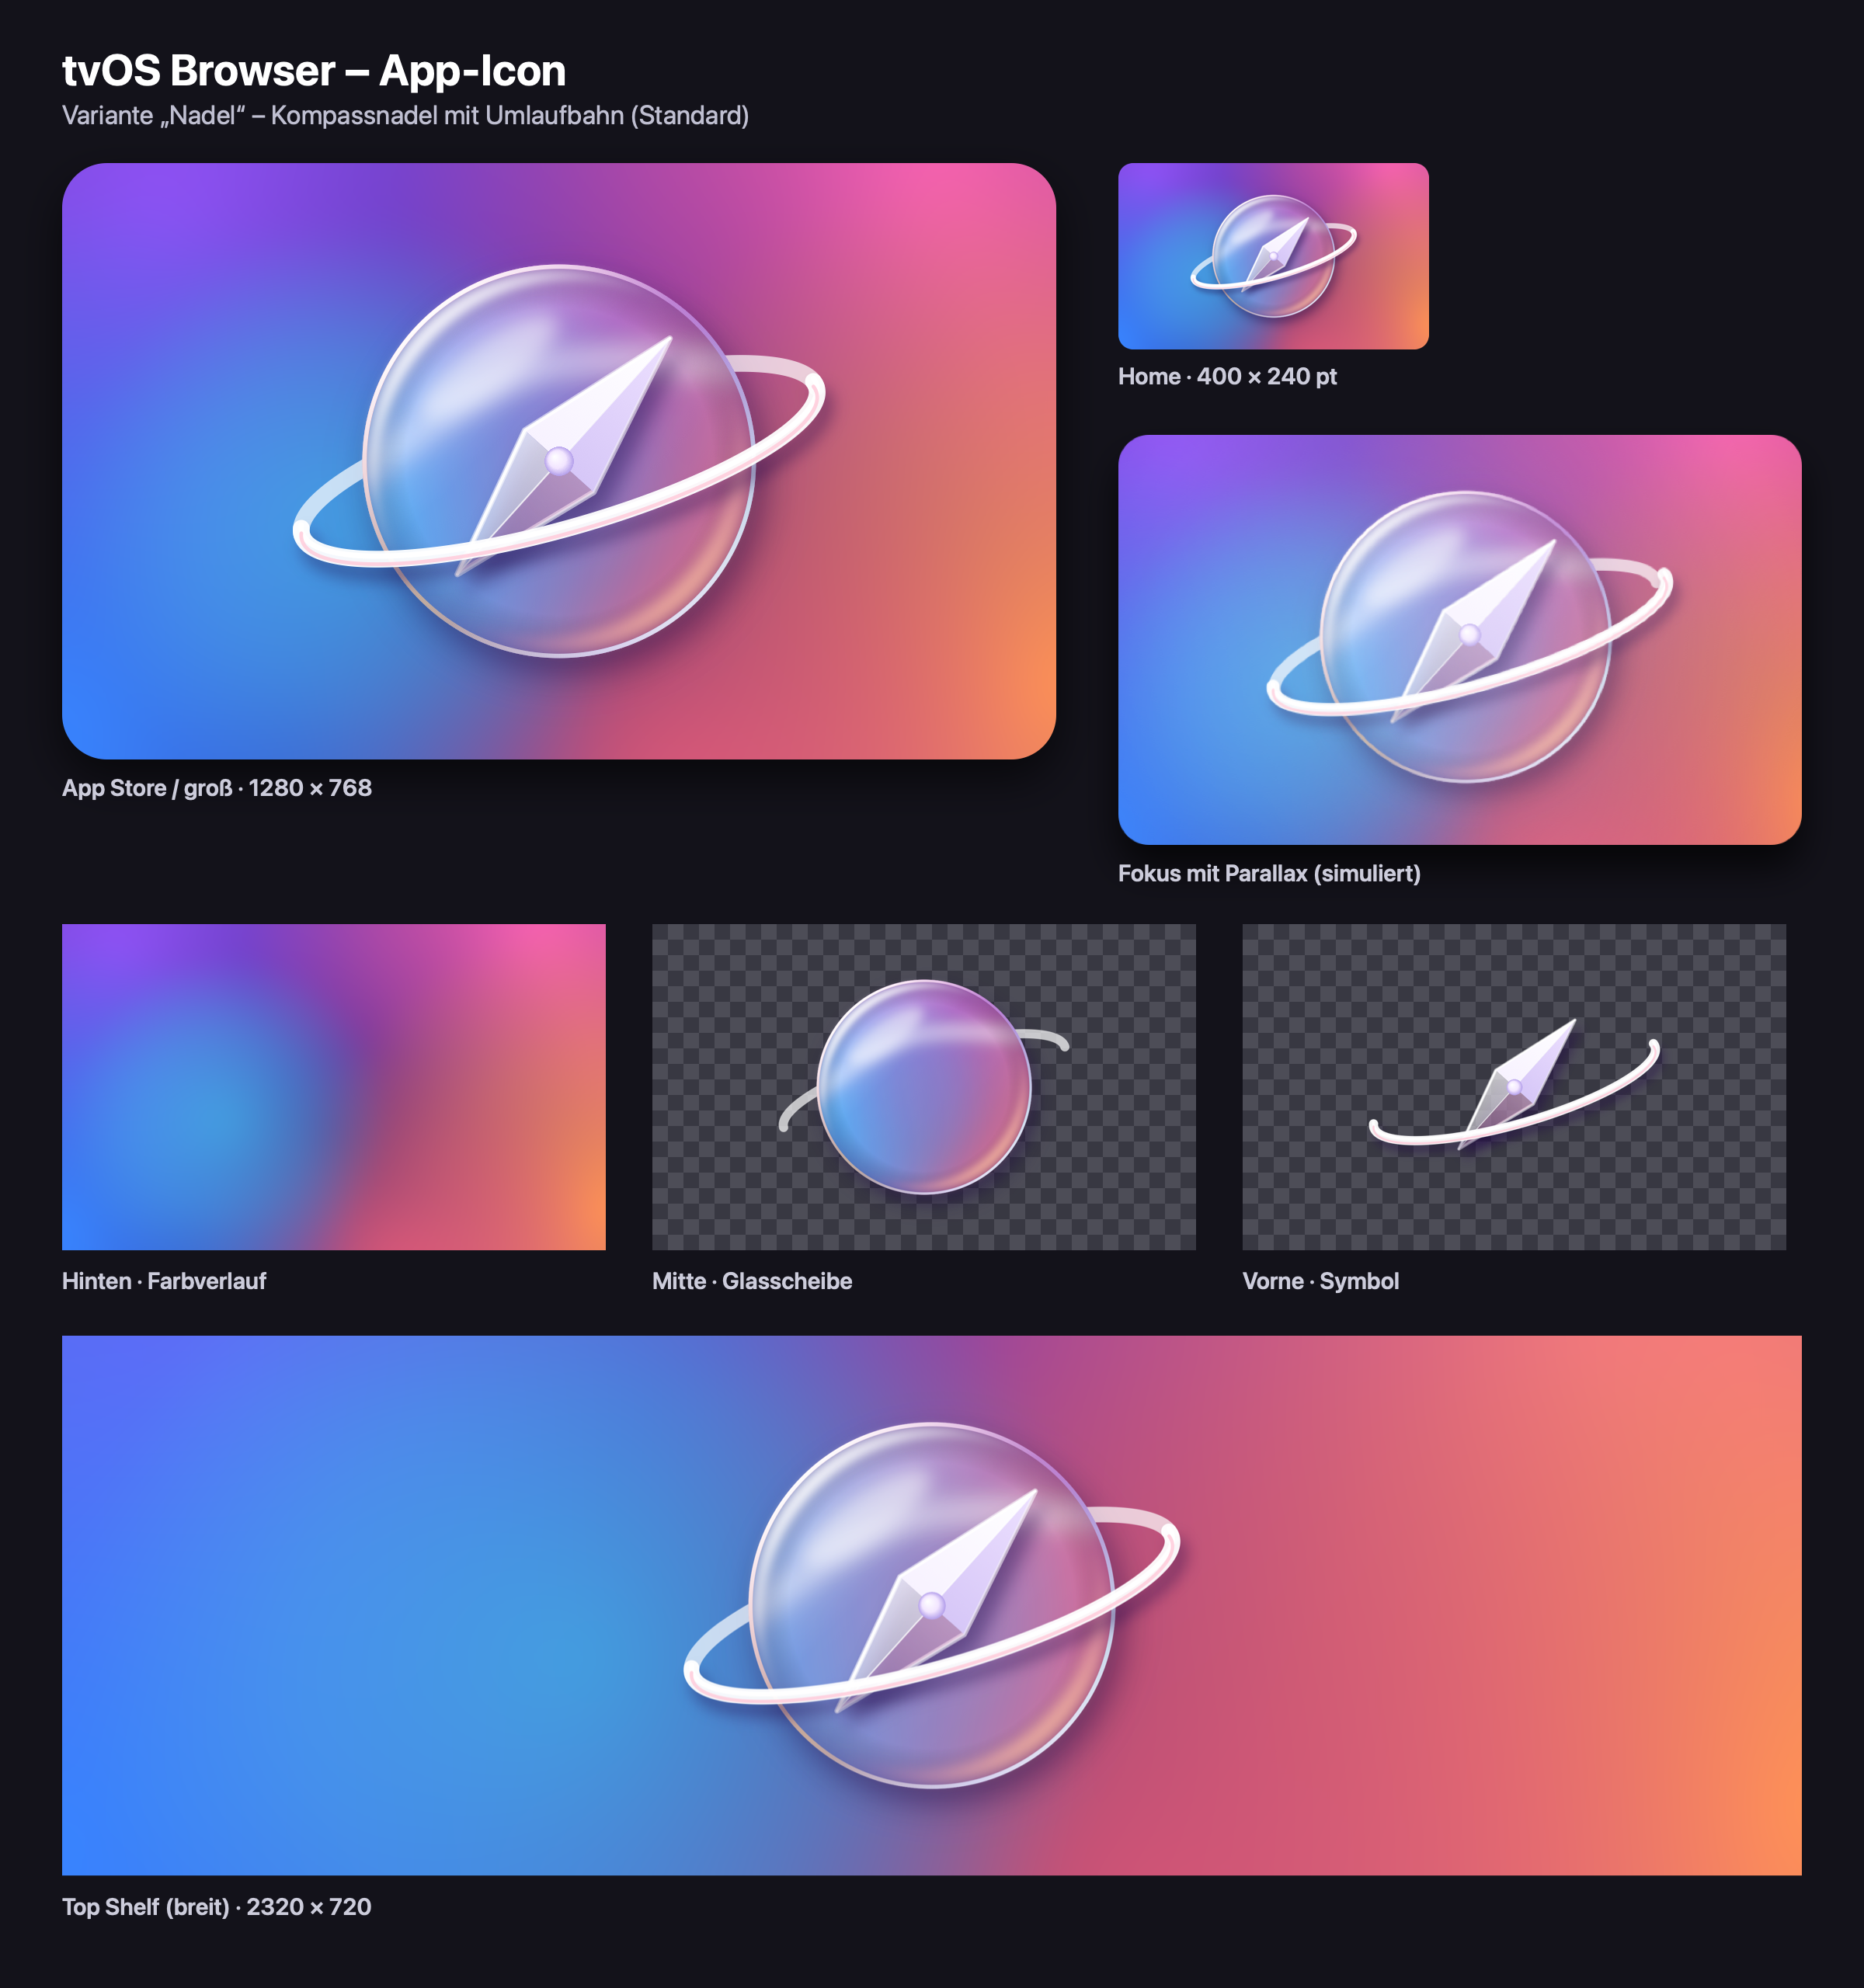 tvOS Browser – App-Icon
Variante „Nadel“ – Kompassnadel mit Umlaufbahn (Standard)
Home · 400 × 240 pt
App Store / groß · 1280 × 768
Fokus mit Parallax (simuliert)
Hinten · Farbverlauf
Mitte · Glasscheibe
Vorne · Symbol
Top Shelf (breit) · 2320 × 720